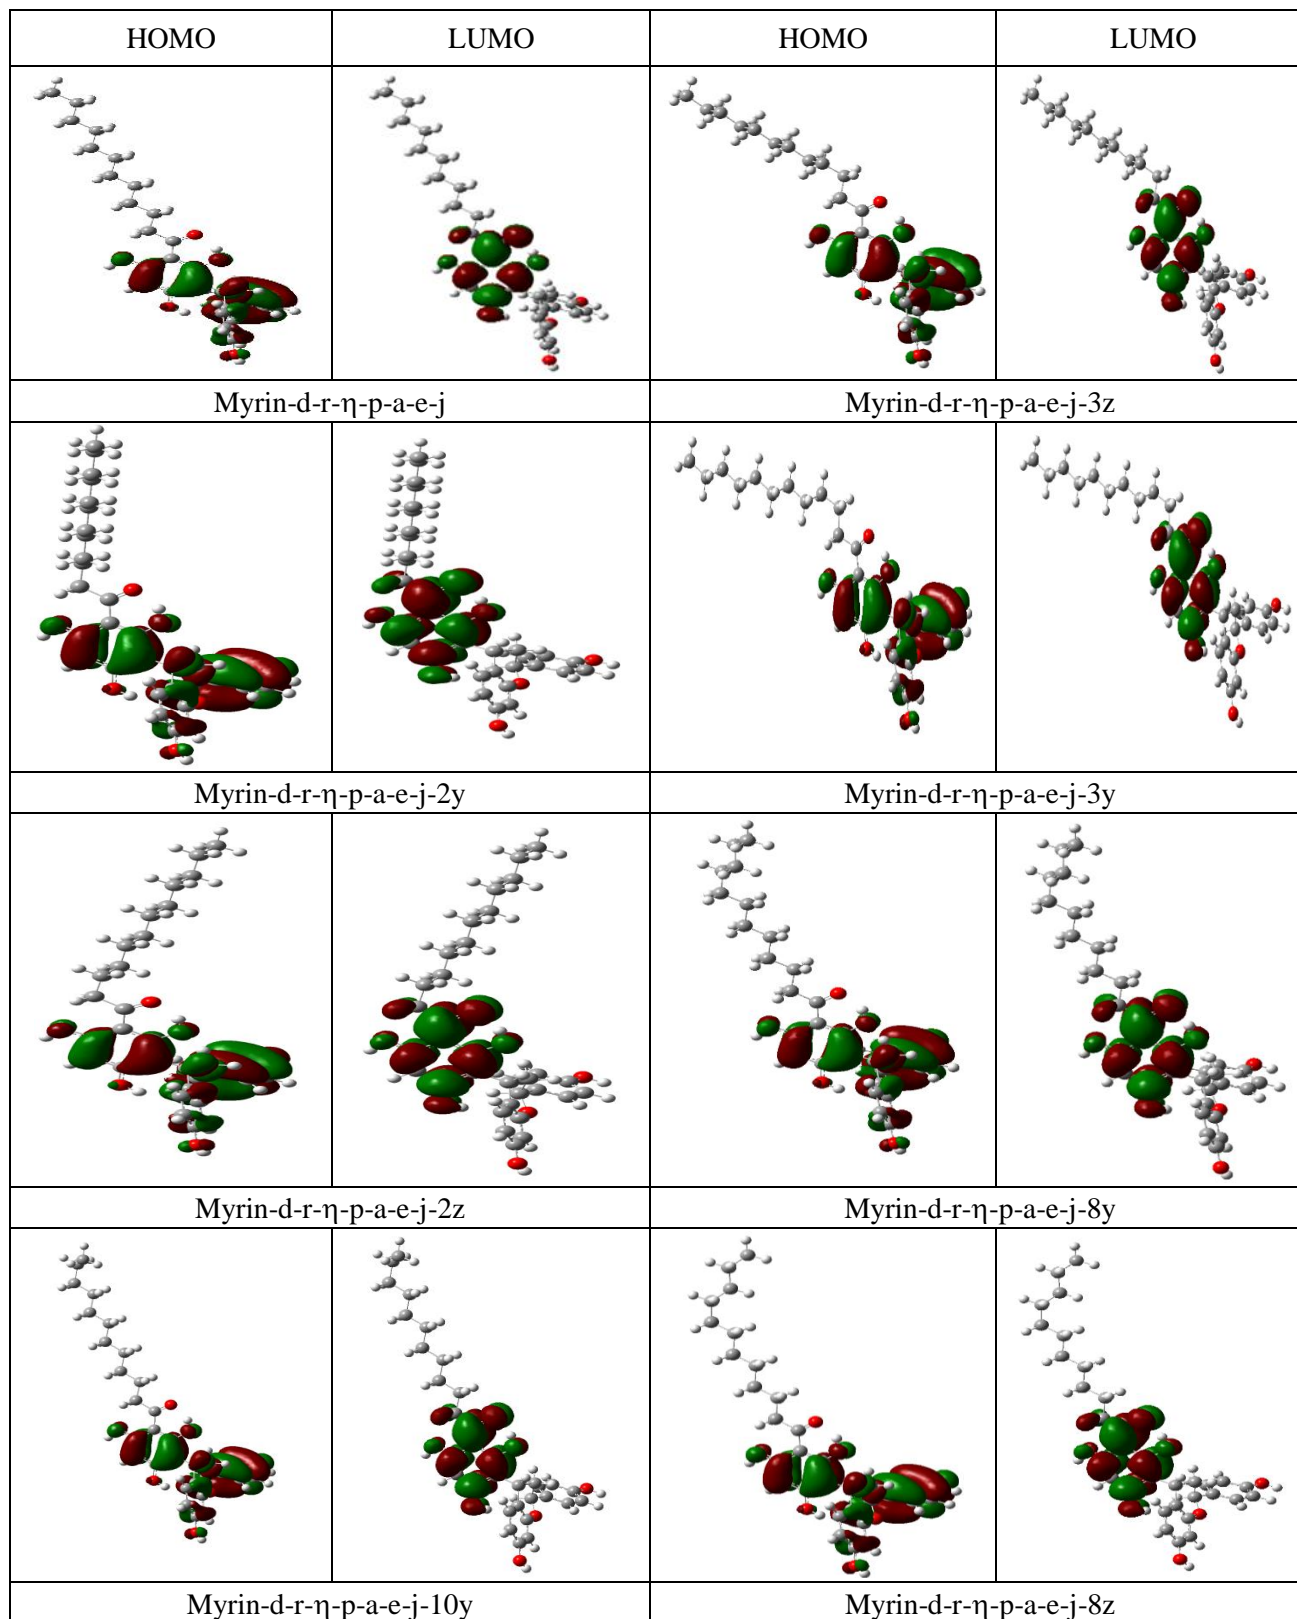 HOMO LUMO HOMO LUMO
Myrin-d-r-η-p-a-e-j Myrin-d-r-η-p-a-e-j-3z
Myrin-d-r-η-p-a-e-j-2y Myrin-d-r-η-p-a-e-j-3y
Myrin-d-r-η-p-a-e-j-2z Myrin-d-r-η-p-a-e-j-8y
Myrin-d-r-η-p-a-e-j-10y Myrin-d-r-η-p-a-e-j-8z